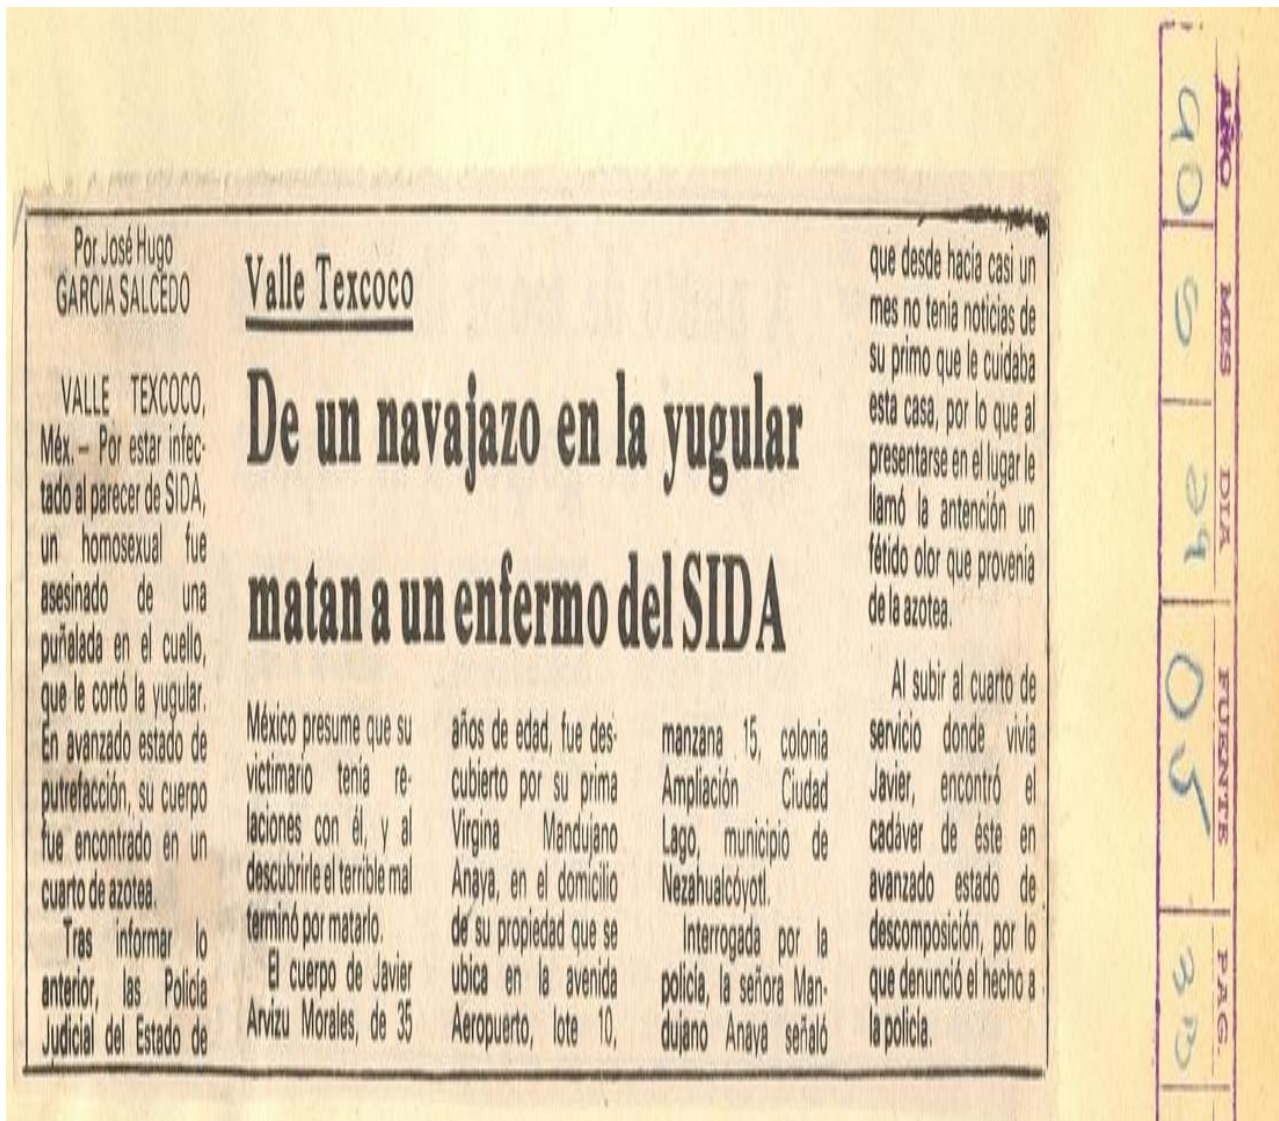 Por José Hugo
GARCIA SALCEDO
Valle Texcoco
De un navajazo en la yugular
matan a un enfermo del SIDA
VALLE TEXCOCO,
Méx.— Por estar infec-
tado al parecer de SIDA,
un homosexual fue
asesinado de una
puñalada en el cuello,
que le cortó la yugular.
En avanzado estado de
putrefacción, su cuerpo
fue encontrado en un
cuarto de azotea.
Tras informar lo
anterior, las Policía
Judicial del Estado de
México presume que su
victimario tenía re-
laciones con él, y al
descubrirle el terrible mal
terminó por matarlo.
El cuerpo de Javier
Arvizu Morales, de 35
años de edad, fue des-
cubierto por su prima
Virgina Mandujano
Anaya, en el domicilio
de su propiedad que se
ubica en la avenida
Aeropuerto, lote 10,
manzana 15, colonia
Ampliación Ciudad
Lago, municipio de
Nezahualcóyotl.
Interrogada por la
policía, la señora Man-
dujano Anaya señaló
que desde hacía casi un
mes no tenía noticias de
su primo que le cuidaba
esta casa, por lo que al
presentarse en el lugar le
llamó la antención un
fétido olor que provenía
de la azotea.
Al subir al cuarto de
servicio donde vivía
Javier, encontró el
cadáver de éste en
avanzado estado de
descomposición, por lo
que denunció el hecho a
la policía.
AÑO MES DIA FUENTE PAG.
90 5 29 05 33